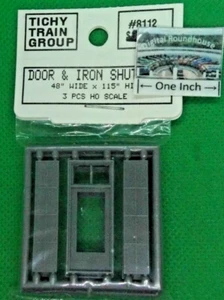 TICHY
TRAIN
GROUP
#8112
Digital Roundhouse
One Inch
DOOR & IRON SHUT
48" WIDE x 115" HI
3 PCS HO SCALE